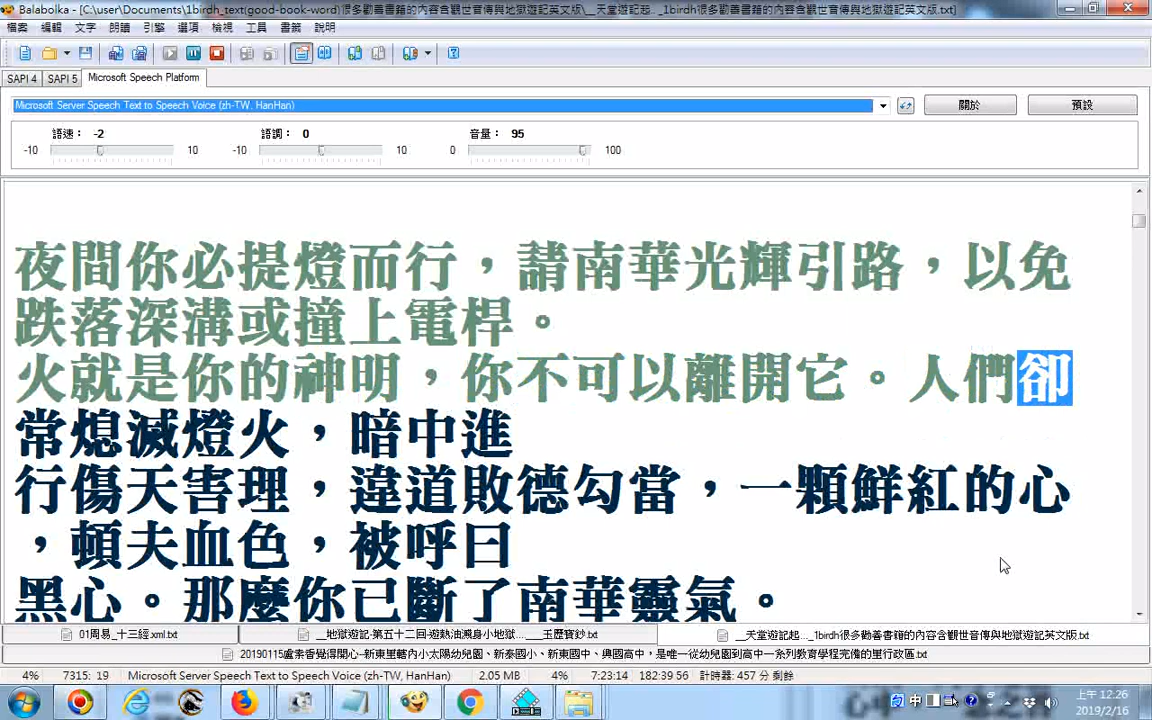 Balabolka - [C:\user\Documents\1birdh_text(good-book-word)\很多勸善書籍的內容含觀世音傳與地獄遊記英文版\__天堂遊記起..._1birdh很多勸善書籍的內容含觀世音傳與地獄遊記英文版.txt]
檔案 編輯 文字 朗讀 引擎 選項 檢視 工具 書籤 說明
SAPI 4 SAPI 5 Microsoft Speech Platform
Microsoft Server Speech Text to Speech Voice (zh-TW, HanHan) 關於 預設
語速： -2 語調： 0 音量： 95
-10 10 -10 10 0 100
夜間你必提燈而行，請南華光輝引路，以免
跌落深溝或撞上電桿。
火就是你的神明，你不可以離開它。人們卻
常熄滅燈火，暗中進
行傷天害理，違道敗德勾當，一顆鮮紅的心
，頓夫血色，被呼曰
黑心。那麼你已斷了南華靈氣。
01周易_十三經.xml.txt __地獄遊記-第五十二回-遊熱油濺身小地獄...____玉歷寶鈔.txt __天堂遊記起..._1birdh很多勸善書籍的內容含觀世音傳與地獄遊記英文版.txt
20190115盧素香覺得開心-新東里轄內小太陽幼兒園、新泰國小、新東國中、興國高中，是唯一從幼兒園到高中一系列教育學程完備的里行政區.txt
4% 7315: 19 Microsoft Server Speech Text to Speech Voice (zh-TW, HanHan) 2.05 MB 4% 7:23:14 182:39 56 計時器: 457 分 剩餘
中 上午 12:26
2019/2/16